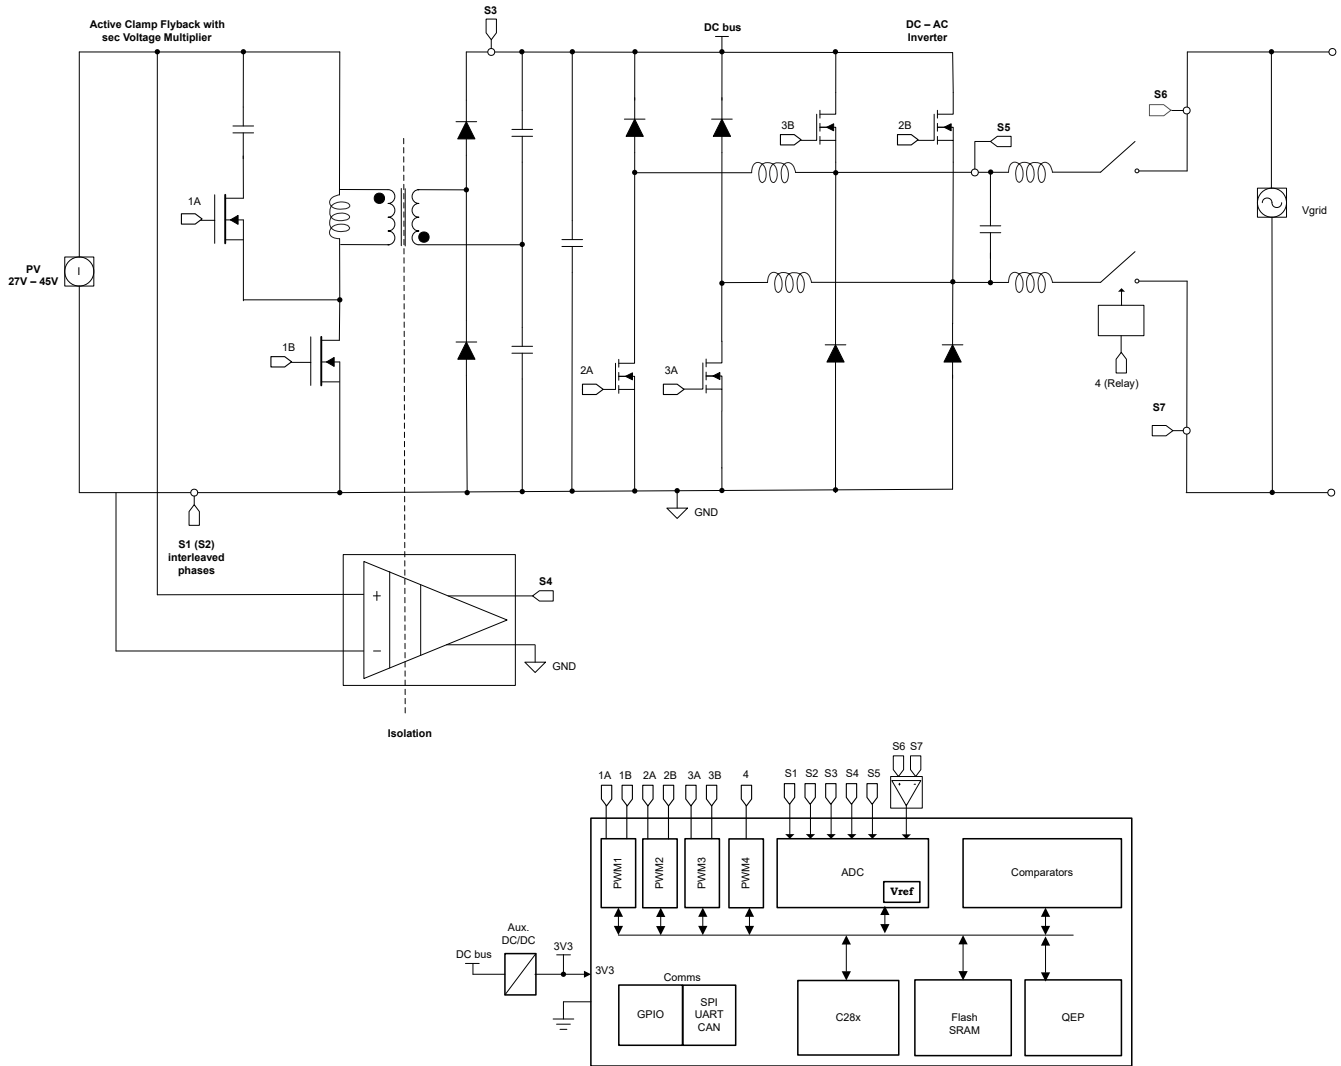 S3
Active Clamp Flyback with
sec Voltage Multiplier
DC bus
DC – AC
Inverter
S6
3B
2B
S5
1A
Vgrid
PV
27V – 45V
I
1B
2A
3A
4 (Relay)
S7
GND
S1 (S2)
interleaved
phases
+
−
S4
GND
Isolation
S6 S7
1A 1B 2A 2B 3A 3B 4 S1 S2 S3 S4 S5
+ -
PWM1
PWM2
PWM3
PWM4
ADC
Vref
Comparators
Aux.
DC/DC
DC bus
3V3
3V3
Comms
GPIO
SPI
UART
CAN
C28x
Flash
SRAM
QEP